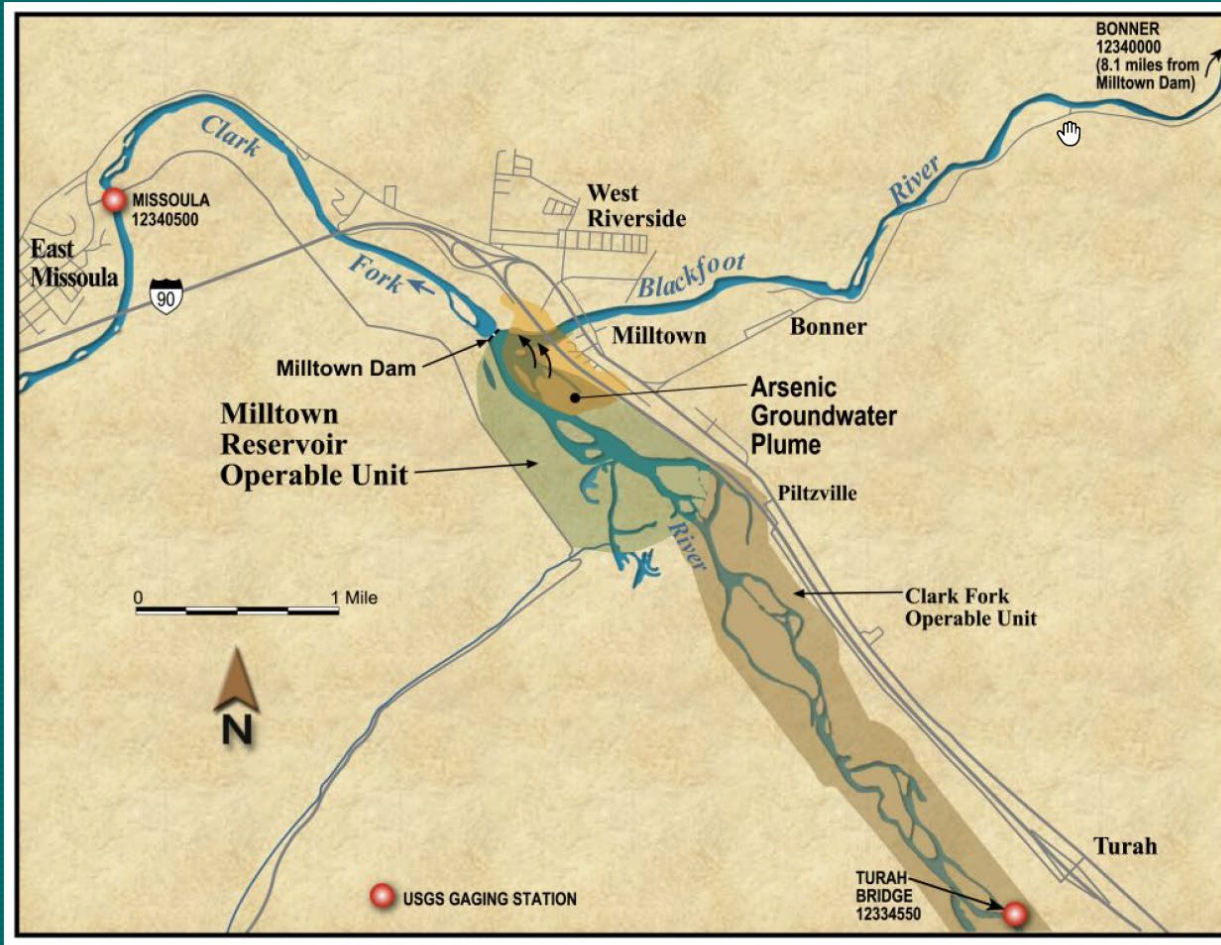 BONNER
12340000
(8.1 miles from
Milltown Dam)
Clark
MISSOULA
12340500
West
Riverside
River
East
Missoula
90
Fork
Blackfoot
Milltown
Bonner
Milltown Dam
Milltown
Reservoir
Operable Unit
Arsenic
Groundwater
Plume
Piltzville
River
0 1 Mile
Clark Fork
Operable Unit
N
Turah
TURAH
BRIDGE
12334550
USGS GAGING STATION